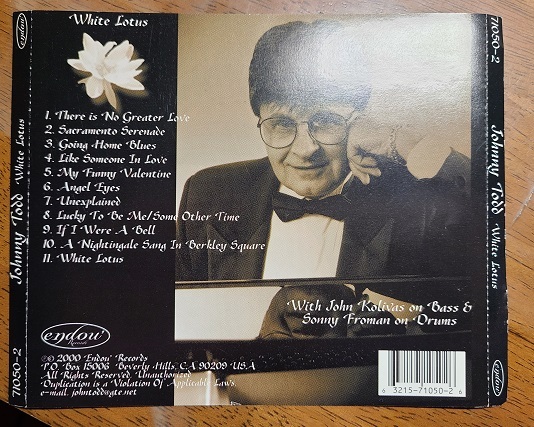 White Lotus
1. There is No Greater Love
2. Sacramento Serenade
3. Going Home Blues
4. Like Someone In Love
5. My Funny Valentine
6. Angel Eyes
7. Unexplained
8. Lucky To Be Me/Some Other Time
9. If I Were A Bell
10. A Nightingale Sang In Berkley Square
11. White Lotus
With John Kolivas on Bass &
Sonny Froman on Drums
endou'
Records
℗© 2000 Endou' Records
P.O. Box 15006 Beverly Hills, CA 90209 USA
All Rights Reserved. Unauthorized
Duplication is a Violation Of Applicable Laws.
e-mail. johntodd@gte.net
6 3215-71050-2 6
71050-2 Johnny Todd White Lotus endou'
71050-2 Johnny Todd White Lotus endou'